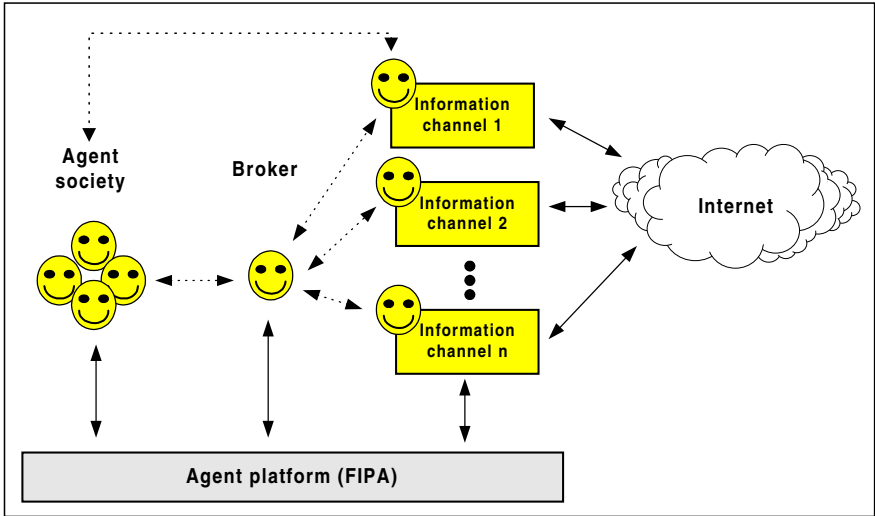 Information
channel 1
Agent
society
Broker
Information
channel 2
Internet
Information
channel n
Agent platform (FIPA)